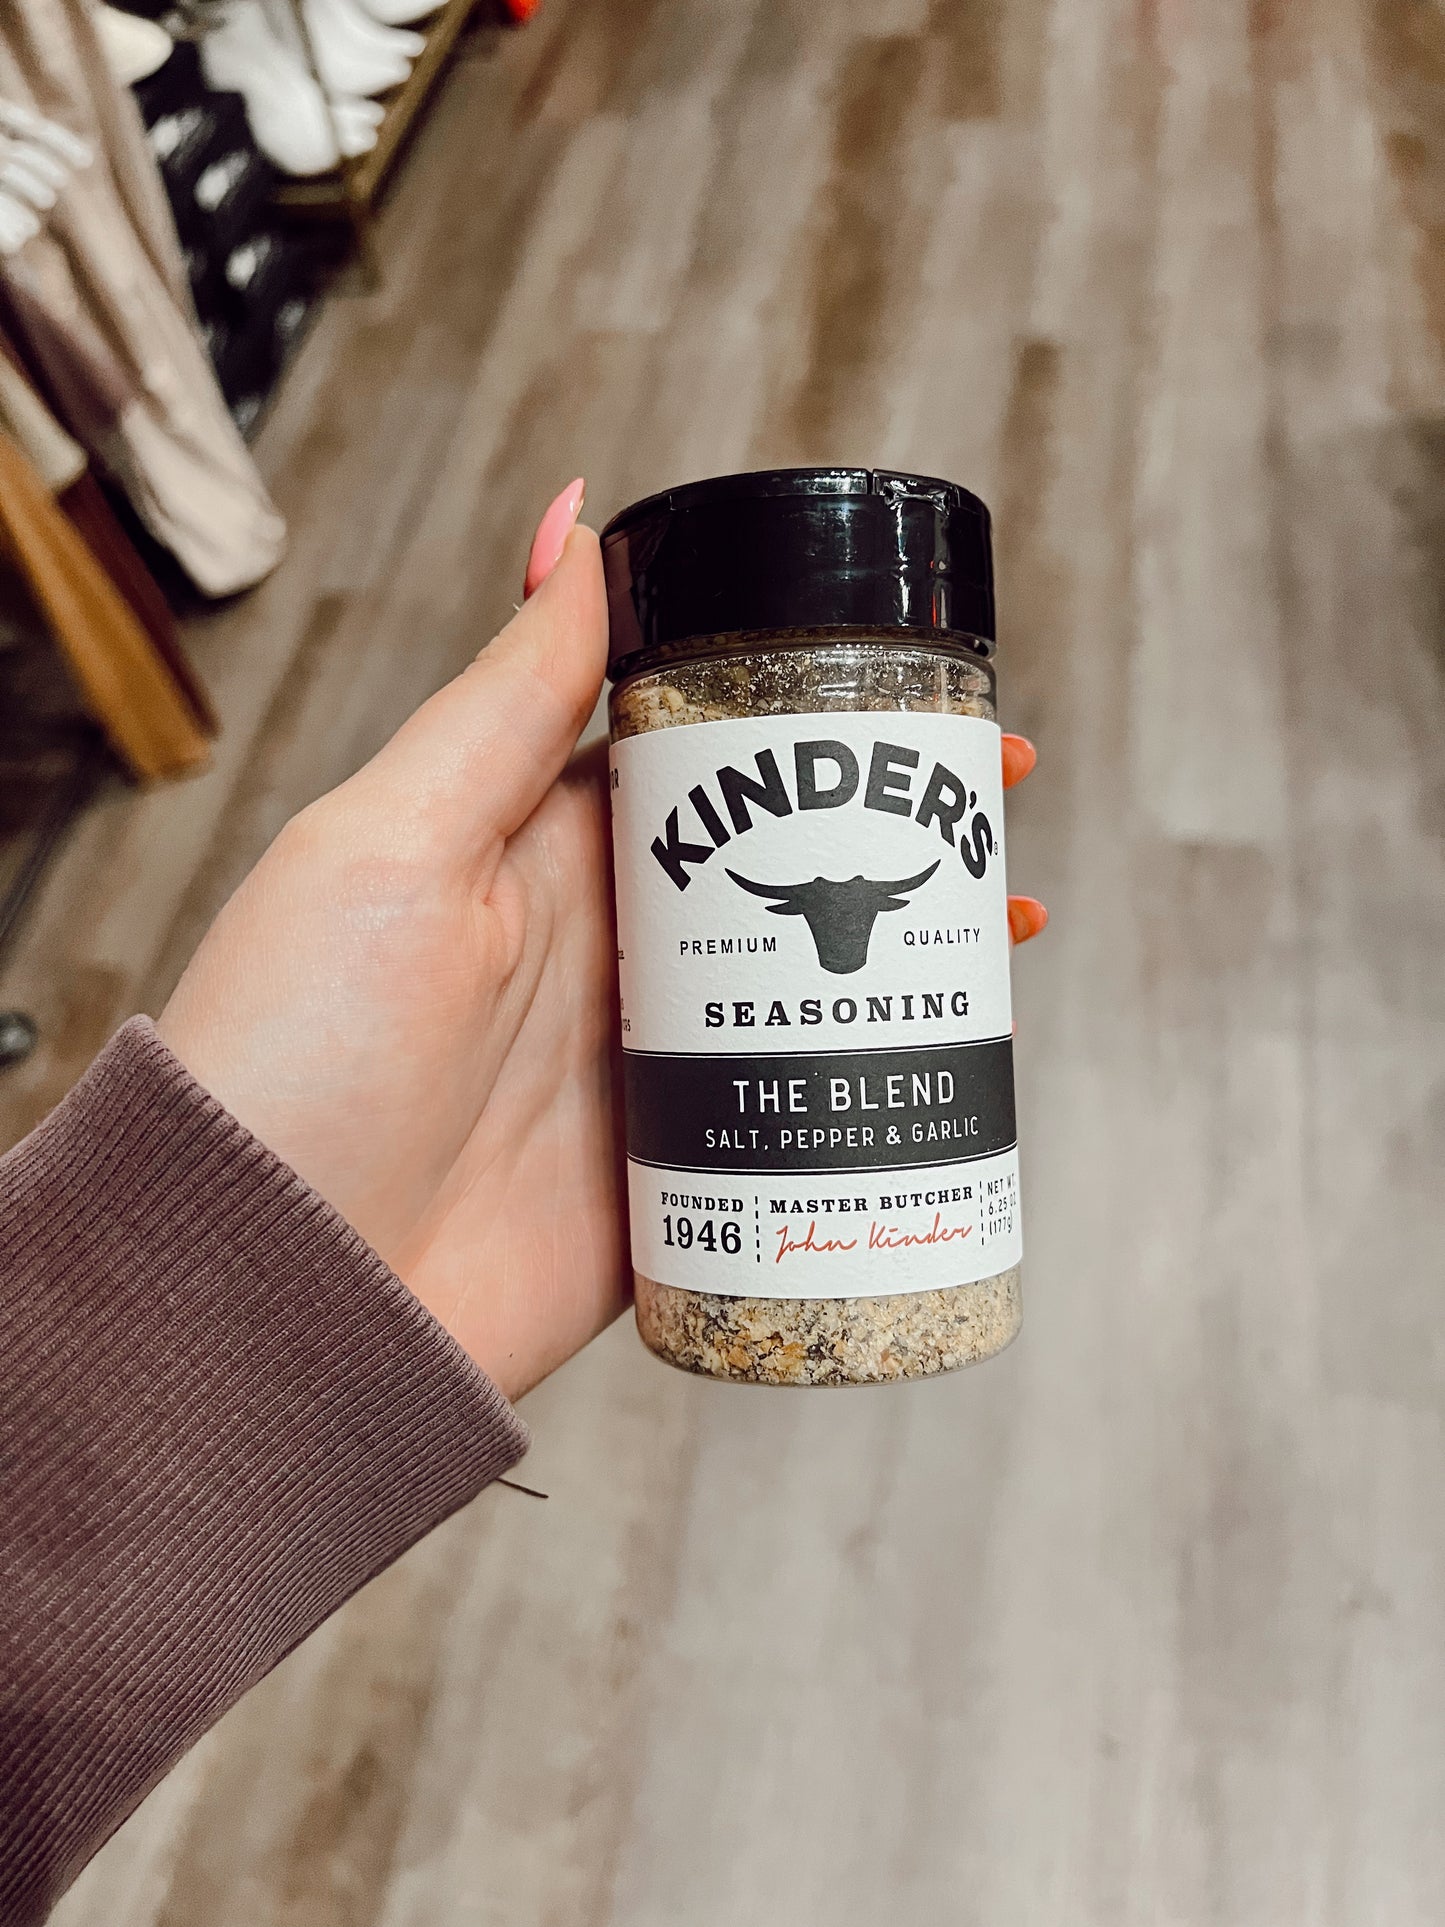 KINDER'S®
PREMIUM QUALITY
SEASONING
THE BLEND
SALT, PEPPER & GARLIC
FOUNDED
1946
MASTER BUTCHER
John Kinder
NET WT.
6.25 OZ
(177g)